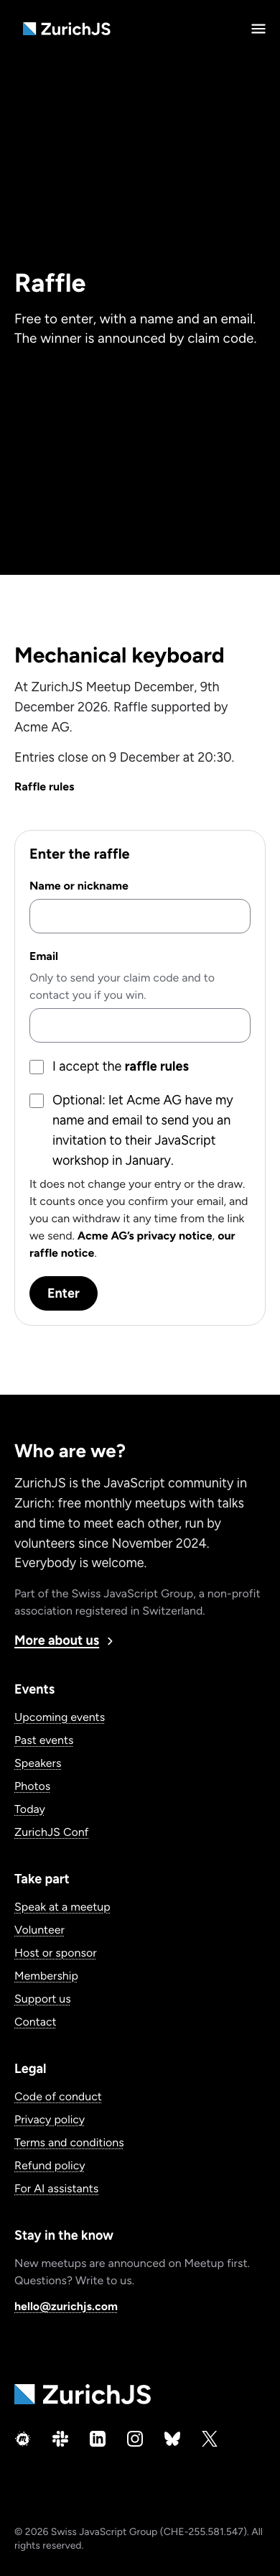 ZurichJS
Raffle
Free to enter, with a name and an email.
The winner is announced by claim code.
Mechanical keyboard
At ZurichJS Meetup December, 9th
December 2026. Raffle supported by
Acme AG.
Entries close on 9 December at 20:30.
Raffle rules
Enter the raffle
Name or nickname
Email
Only to send your claim code and to
contact you if you win.
I accept the raffle rules
Optional: let Acme AG have my
name and email to send you an
invitation to their JavaScript
workshop in January.
It does not change your entry or the draw.
It counts once you confirm your email, and
you can withdraw it any time from the link
we send. Acme AG’s privacy notice, our
raffle notice.
Enter
Who are we?
ZurichJS is the JavaScript community in
Zurich: free monthly meetups with talks
and time to meet each other, run by
volunteers since November 2024.
Everybody is welcome.
Part of the Swiss JavaScript Group, a non-profit
association registered in Switzerland.
More about us
Events
Upcoming events
Past events
Speakers
Photos
Today
ZurichJS Conf
Take part
Speak at a meetup
Volunteer
Host or sponsor
Membership
Support us
Contact
Legal
Code of conduct
Privacy policy
Terms and conditions
Refund policy
For AI assistants
Stay in the know
New meetups are announced on Meetup first.
Questions? Write to us.
hello@zurichjs.com
ZurichJS
© 2026 Swiss JavaScript Group (CHE-255.581.547). All
rights reserved.